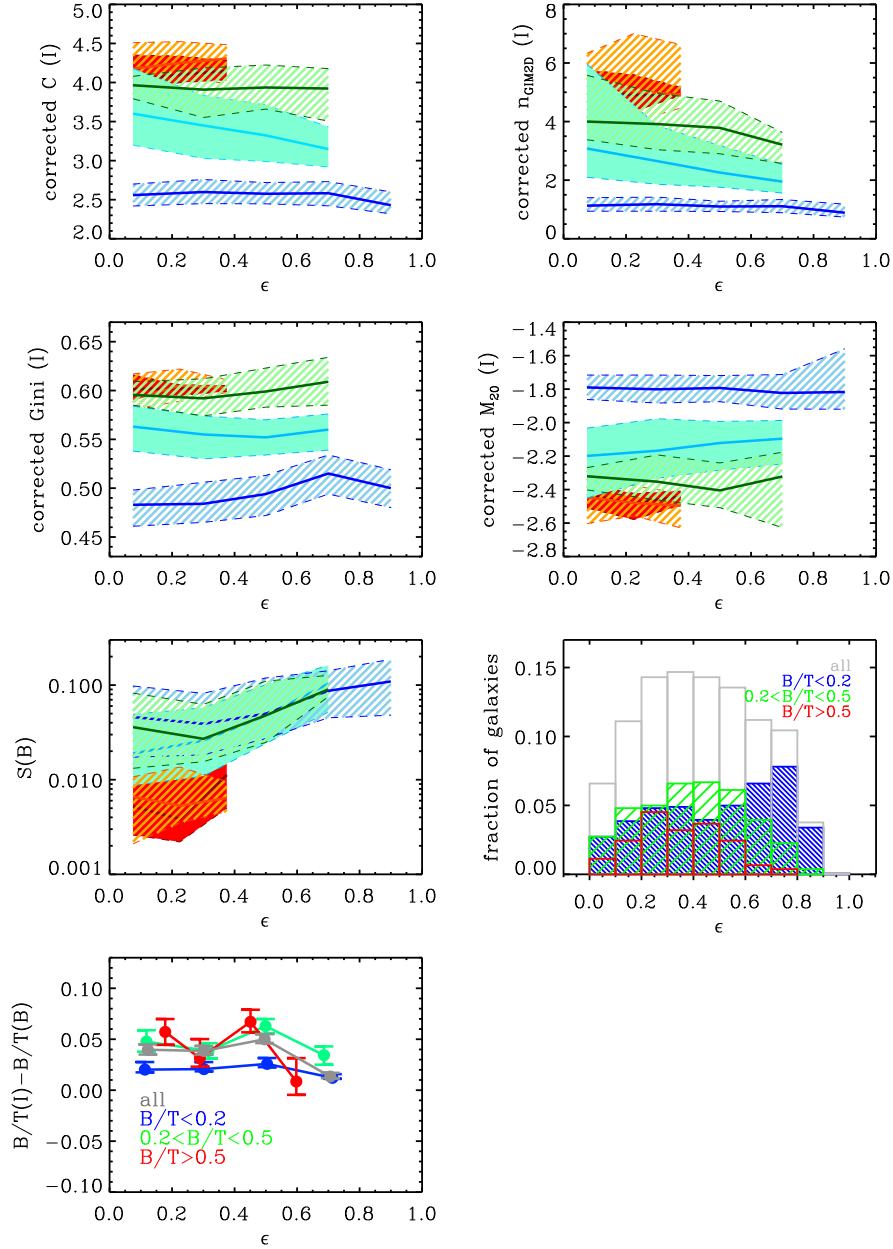 corrected C (I)
5.0
4.5
4.0
3.5
3.0
2.5
2.0
0.0 0.2 0.4 0.6 0.8 1.0
ϵ
corrected n_GIM2D (I)
8
6
4
2
0
0.0 0.2 0.4 0.6 0.8 1.0
ϵ
corrected Gini (I)
0.65
0.60
0.55
0.50
0.45
0.0 0.2 0.4 0.6 0.8 1.0
ϵ
corrected M_20 (I)
−1.4
−1.6
−1.8
−2.0
−2.2
−2.4
−2.6
−2.8
0.0 0.2 0.4 0.6 0.8 1.0
ϵ
S(B)
0.100
0.010
0.001
0.0 0.2 0.4 0.6 0.8 1.0
ϵ
fraction of galaxies
0.15
0.10
0.05
0.00
all
B/T<0.2
0.2<B/T<0.5
B/T>0.5
0.0 0.2 0.4 0.6 0.8 1.0
ϵ
B/T(I)−B/T(B)
0.10
0.05
0.00
−0.05
−0.10
all
B/T<0.2
0.2<B/T<0.5
B/T>0.5
0.0 0.2 0.4 0.6 0.8 1.0
ϵ